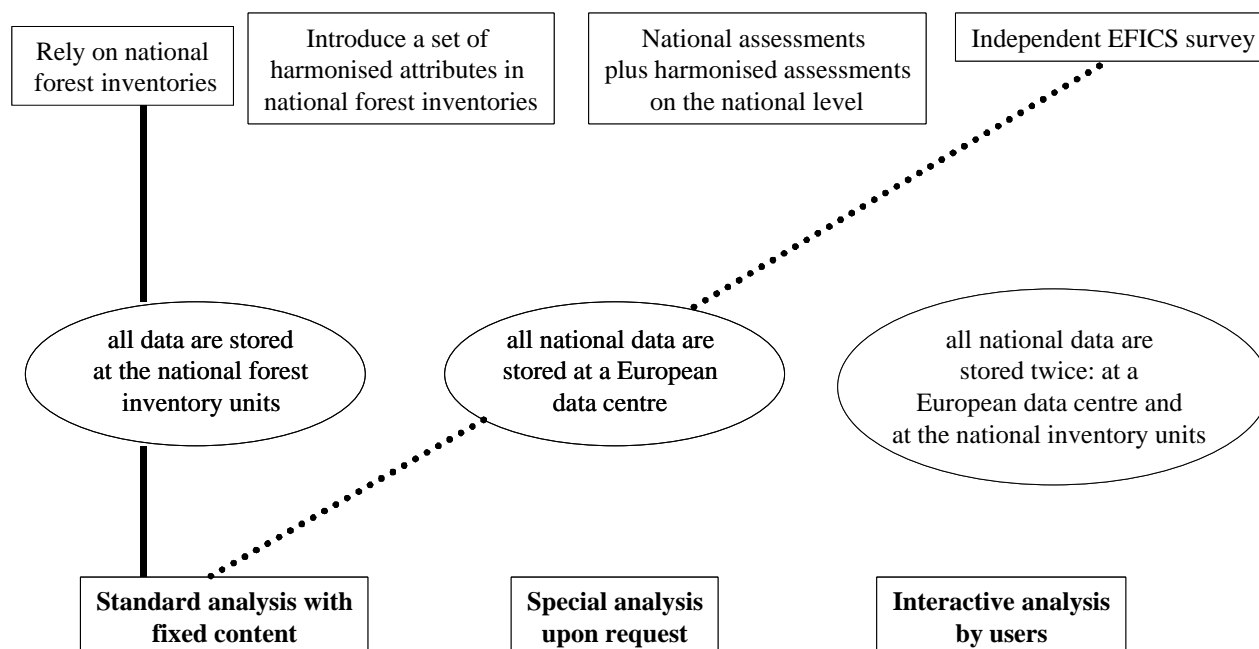 Rely on national
forest inventories
Introduce a set of
harmonised attributes in
national forest inventories
National assessments
plus harmonised assessments
on the national level
Independent EFICS survey
all data are stored
at the national forest
inventory units
all national data are
stored at a European
data centre
all national data are
stored twice: at a
European data centre and
at the national inventory units
Standard analysis with
fixed content
Special analysis
upon request
Interactive analysis
by users